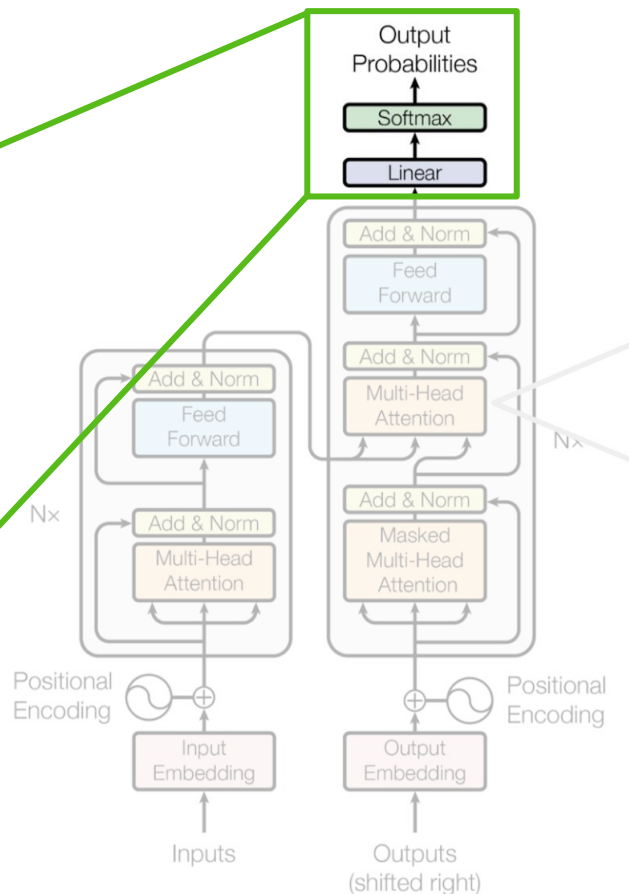 Output
Probabilities
Softmax
Linear
Add & Norm
Feed
Forward
Add & Norm
Multi-Head
Attention
Nx
Add & Norm
Masked
Multi-Head
Attention
Add & Norm
Feed
Forward
Nx
Add & Norm
Multi-Head
Attention
Positional
Encoding
Positional
Encoding
Input
Embedding
Output
Embedding
Inputs
Outputs
(shifted right)